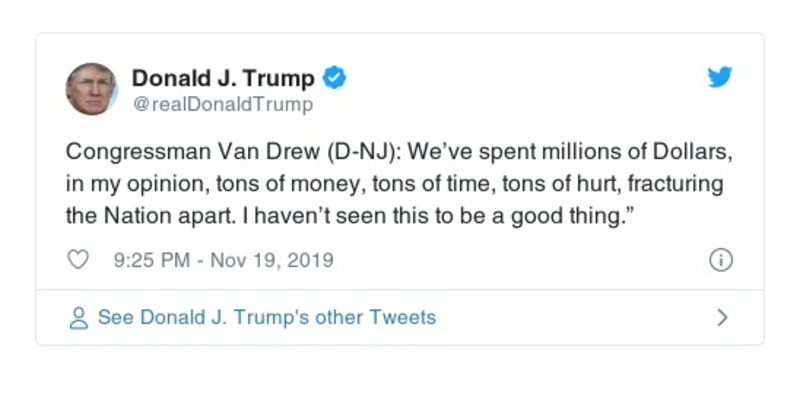 Donald J. Trump
@realDonaldTrump
Congressman Van Drew (D-NJ): We’ve spent millions of Dollars,
in my opinion, tons of money, tons of time, tons of hurt, fracturing
the Nation apart. I haven’t seen this to be a good thing.”
9:25 PM - Nov 19, 2019
See Donald J. Trump's other Tweets